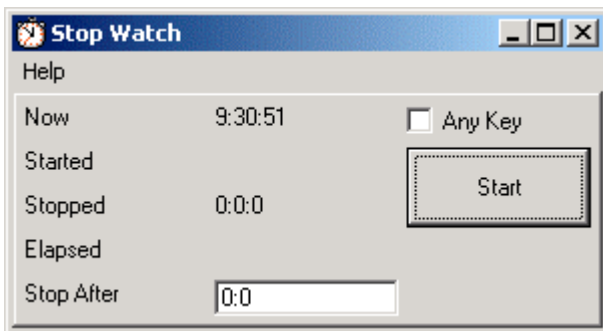 Stop Watch
Help
Now 9:30:51 Any Key
Started
Start
Stopped 0:0:0
Elapsed
Stop After 0:0